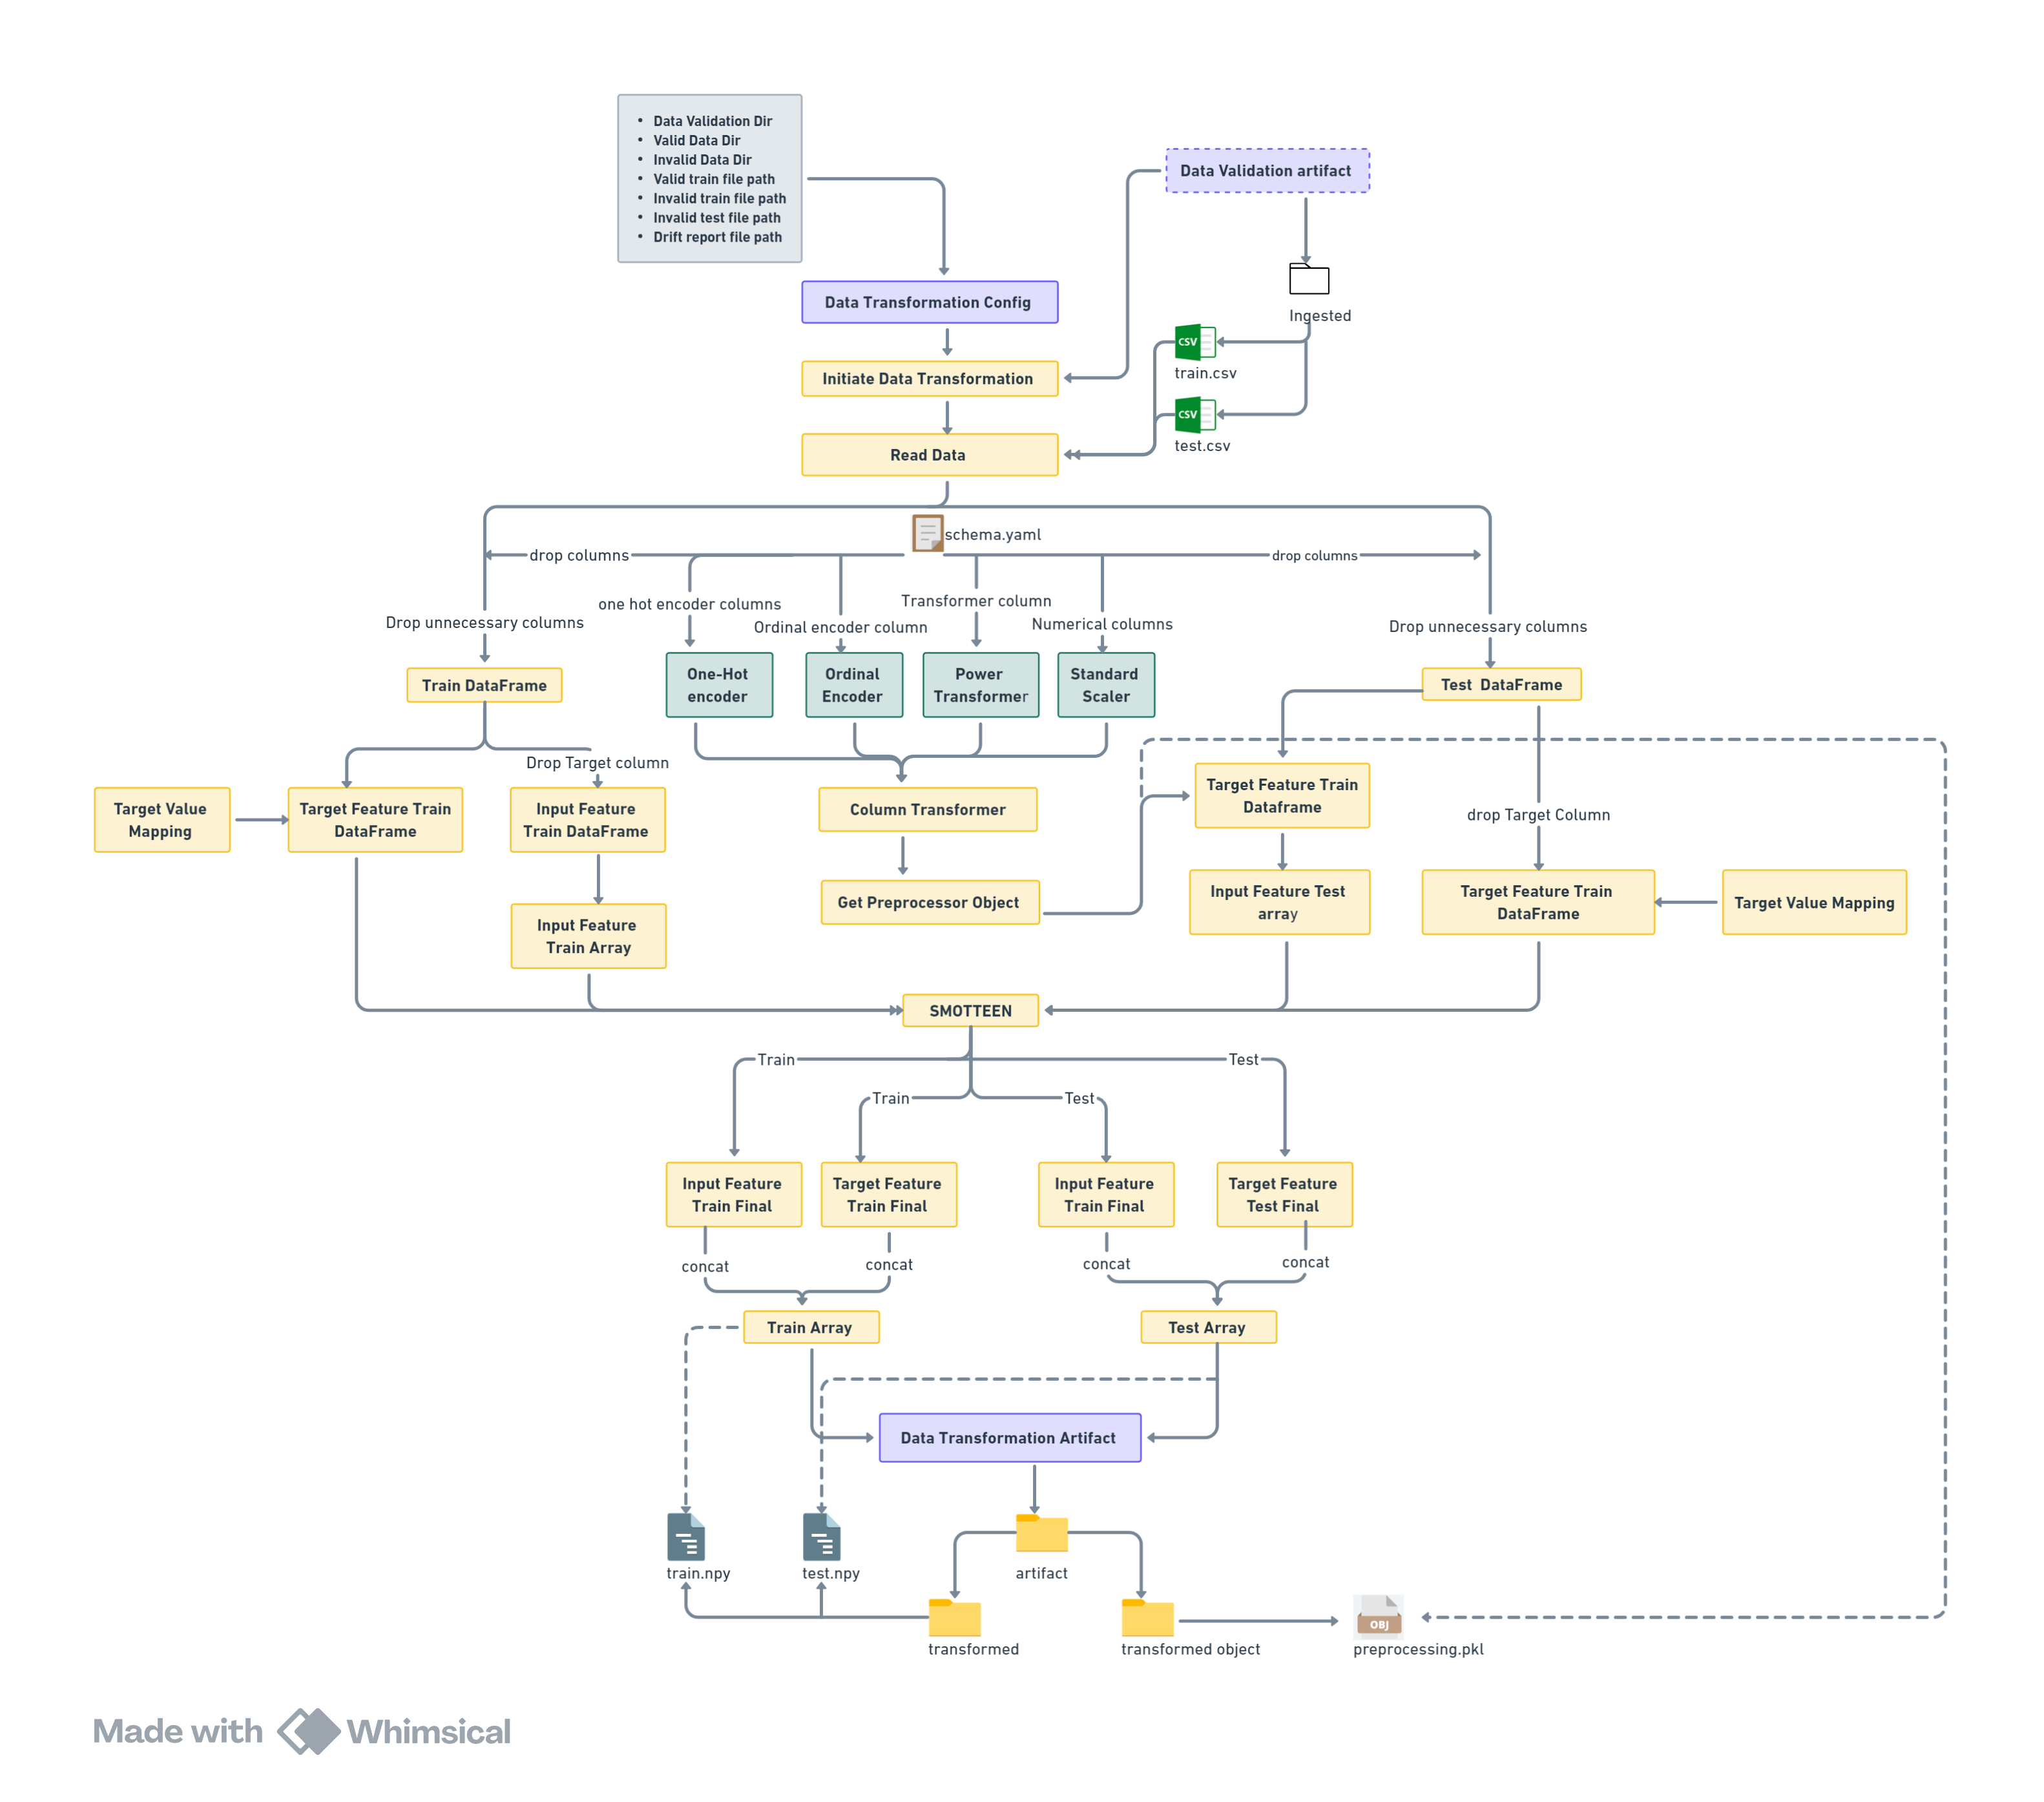 • Data Validation Dir
• Valid Data Dir
• Invalid Data Dir
• Valid train file path
• Invalid train file path
• Invalid test file path
• Drift report file path
Data Validation artifact
Data Transformation Config
Ingested
CSV
train.csv
Initiate Data Transformation
CSV
test.csv
Read Data
schema.yaml
drop columns
drop columns
one hot encoder columns
Transformer column
Drop unnecessary columns
Ordinal encoder column
Numerical columns
Drop unnecessary columns
Train DataFrame
One-Hot
encoder
Ordinal
Encoder
Power
Transformer
Standard
Scaler
Test DataFrame
Drop Target column
Target Value
Mapping
Target Feature Train
DataFrame
Input Feature
Train DataFrame
Column Transformer
Target Feature Train
Dataframe
drop Target Column
Get Preprocessor Object
Input Feature Test
array
Target Feature Train
DataFrame
Target Value Mapping
Input Feature
Train Array
SMOTTEEN
Train
Test
Train
Test
Input Feature
Train Final
Target Feature
Train Final
Input Feature
Train Final
Target Feature
Test Final
concat
concat
concat
concat
Train Array
Test Array
Data Transformation Artifact
train.npy
test.npy
artifact
transformed
transformed object
OBJ
preprocessing.pkl
Made with Whimsical